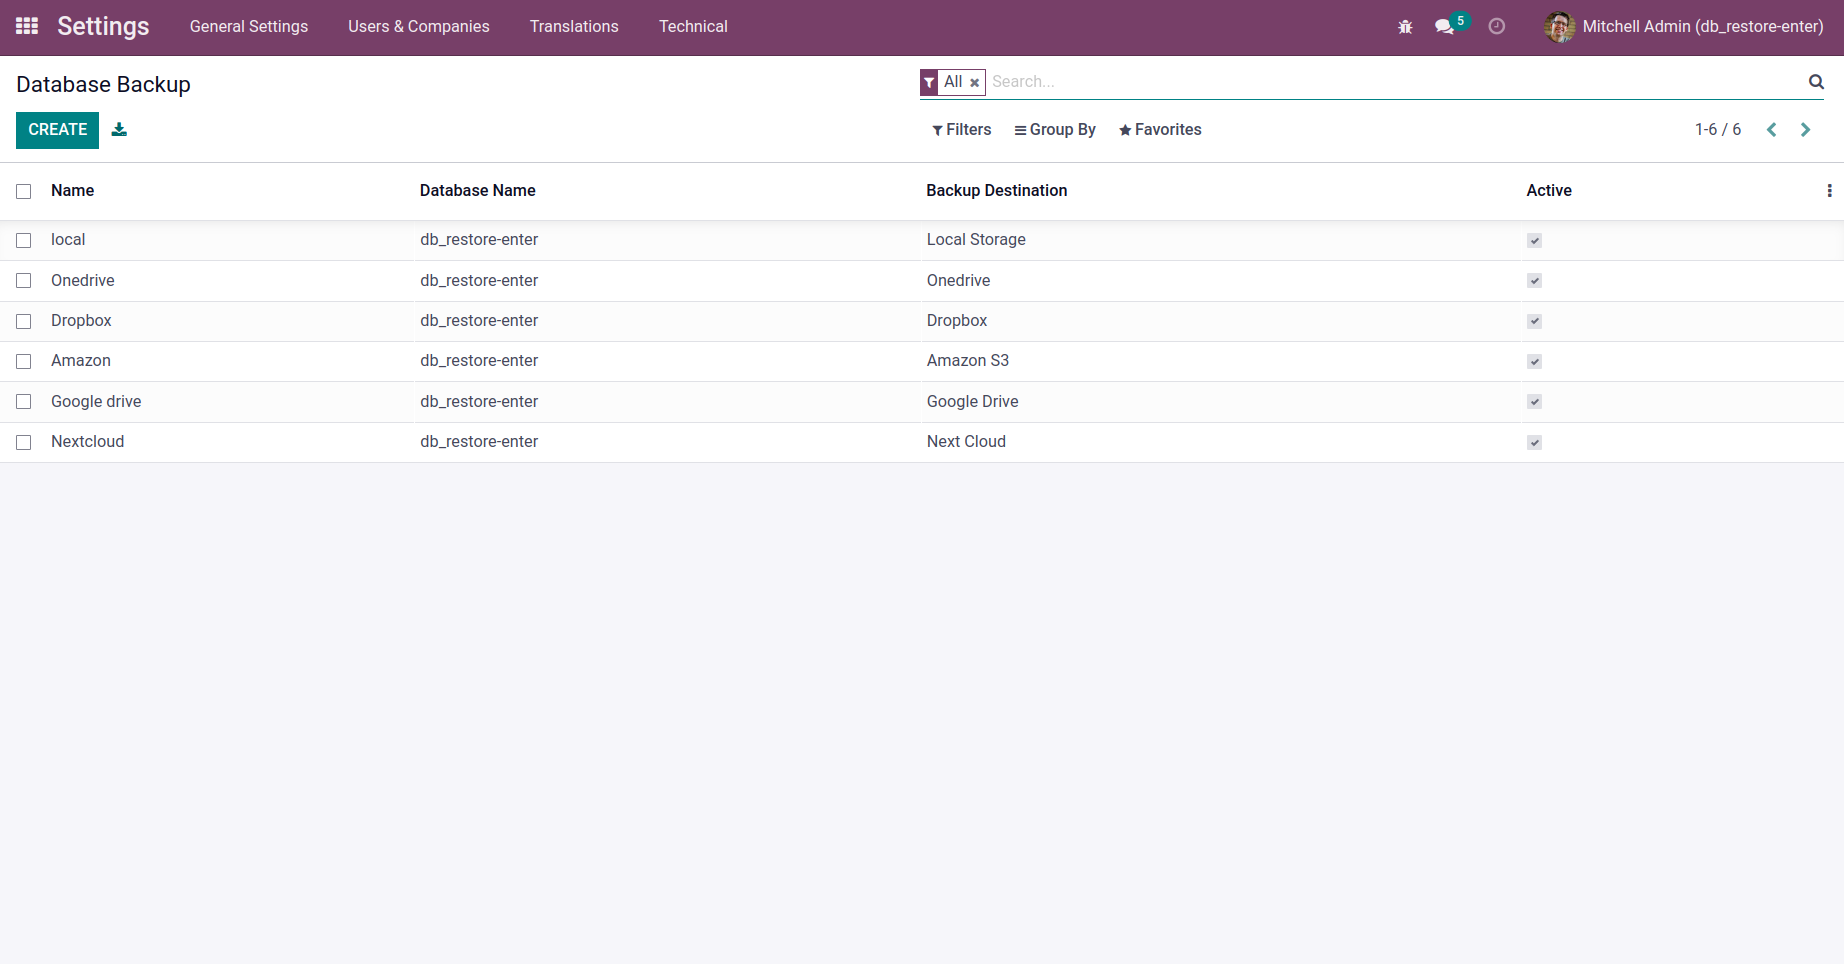 Settings General Settings Users & Companies Translations Technical 5 Mitchell Admin (db_restore-enter)
Database Backup All Search...
CREATE Filters Group By Favorites 1-6 / 6
Name Database Name Backup Destination Active
local db_restore-enter Local Storage
Onedrive db_restore-enter Onedrive
Dropbox db_restore-enter Dropbox
Amazon db_restore-enter Amazon S3
Google drive db_restore-enter Google Drive
Nextcloud db_restore-enter Next Cloud